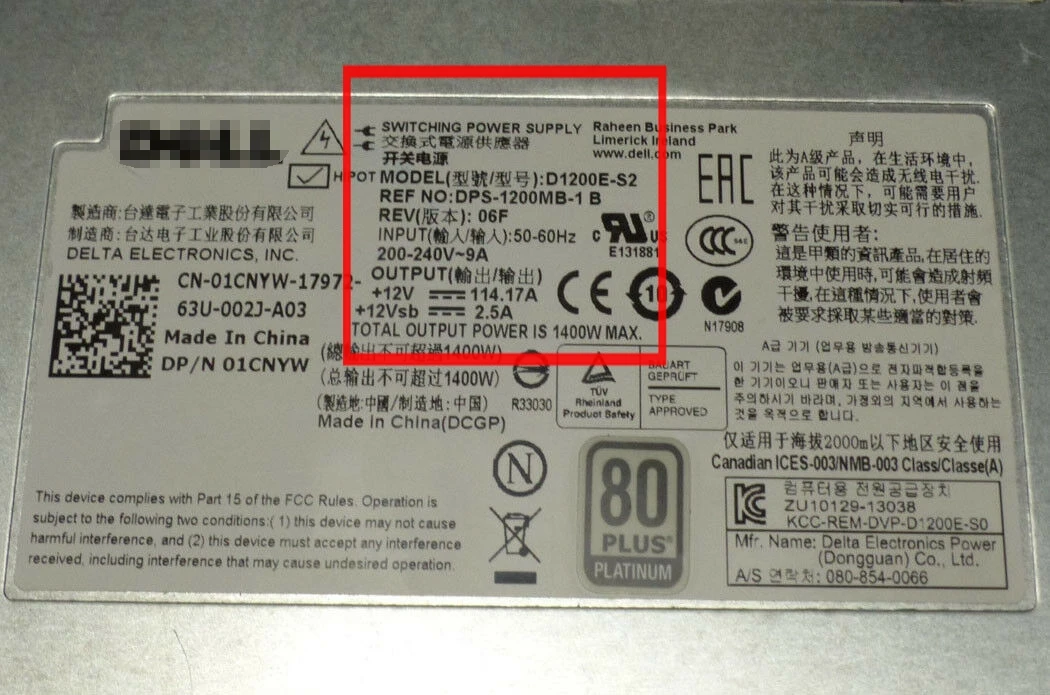 SWITCHING POWER SUPPLY
交換式電源供應器
开关电源
HIPOT
MODEL(型號/型号):D1200E-S2
REF NO:DPS-1200MB-1 B
REV(版本): 06F
INPUT(輸入/输入):50-60Hz
200-240V~9A
OUTPUT(輸出/输出)
+12V 114.17A
+12Vsb 2.5A
TOTAL OUTPUT POWER IS 1400W MAX.
(總輸出不可超過1400W)
(总输出不可超过1400W)
(製造地:中國/制造地:中国)
Made In China(DCGP)
製造商:台達電子工業股份有限公司
制造商:台达电子工业股份有限公司
DELTA ELECTRONICS, INC.
CN-01CNYW-17972-
63U-002J-A03
Made In China
DP/N 01CNYW
Raheen Business Park
Limerick Ireland
www.dell.com
EAC
c RU ® US
E131881
CCC S&E
CE
10
N17908
R33030
TÜV
Rheinland
Product Safety
BAUART
GEPRÜFT
TYPE
APPROVED
N
80
PLUS®
PLATINUM
声明
此为A级产品，在生活环境中，
该产品可能会造成无线电干扰.
在这种情况下，可能需要用户
对其干扰采取切实可行的措施.
警告使用者:
這是甲類的資訊產品,在居住的
環境中使用時,可能會造成射頻
干擾,在這種情況下,使用者會
被要求採取某些適當的對策.
A급 기기 (업무용 방송통신기기)
이 기기는 업무용(A급)으로 전자파적합등록을
한 기기이오니 판매자 또는 사용자는 이 점을
주의하시기 바라며, 가정외의 지역에서 사용하는
것을 목적으로 합니다.
仅适用于海拔2000m以下地区安全使用
Canadian ICES-003/NMB-003 Class/Classe(A)
컴퓨터용 전원공급장치
ZU10129-13038
KCC-REM-DVP-D1200E-S0
Mfr. Name: Delta Electronics Power
(Dongguan) Co., Ltd.
A/S 연락처: 080-854-0066
This device complies with Part 15 of the FCC Rules. Operation is
subject to the following two conditions:( 1) this device may not cause
harmful interference, and (2) this device must accept any interference
received, including interference that may cause undesired operation.